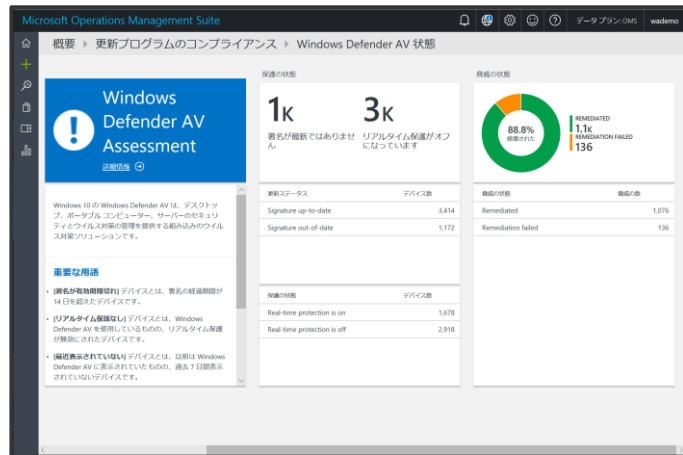 Microsoft Operations Management Suite
データ プラン: OMS
wademo
概要 ▸ 更新プログラムのコンプライアンス ▸ Windows Defender AV 状態
Windows
Defender AV
Assessment
詳細情報
Windows 10 の Windows Defender AV は、デスクトッ
プ、ポータブル コンピューター、サーバーのセキュリ
ティとウイルス対策の管理を提供する組み込みのウイル
ス対策ソリューションです。
重要な用語
• [署名が有効期限切れ] デバイスとは、署名の経過期間が
14 日を超えたデバイスです。
• [リアルタイム保護なし] デバイスとは、Windows
Defender AV を使用しているものの、リアルタイム保護
が無効にされたデバイスです。
• [最近表示されていない] デバイスとは、以前は Windows
Defender AV に表示されていたものの、過去 7 日間表示
されていないデバイスです。
保護の状態
1K
署名が最新ではありませ
ん
3K
リアルタイム保護がオフ
になっています
更新ステータス デバイス数
Signature up-to-date 3,414
Signature out-of-date 1,172
保護の状態 デバイス数
Real-time protection is on 1,678
Real-time protection is off 2,918
脅威の状態
88.8%
修復された
REMEDIATED
1.1K
REMEDIATION FAILED
136
脅威の状態 脅威の数
Remediated 1,076
Remediation failed 136